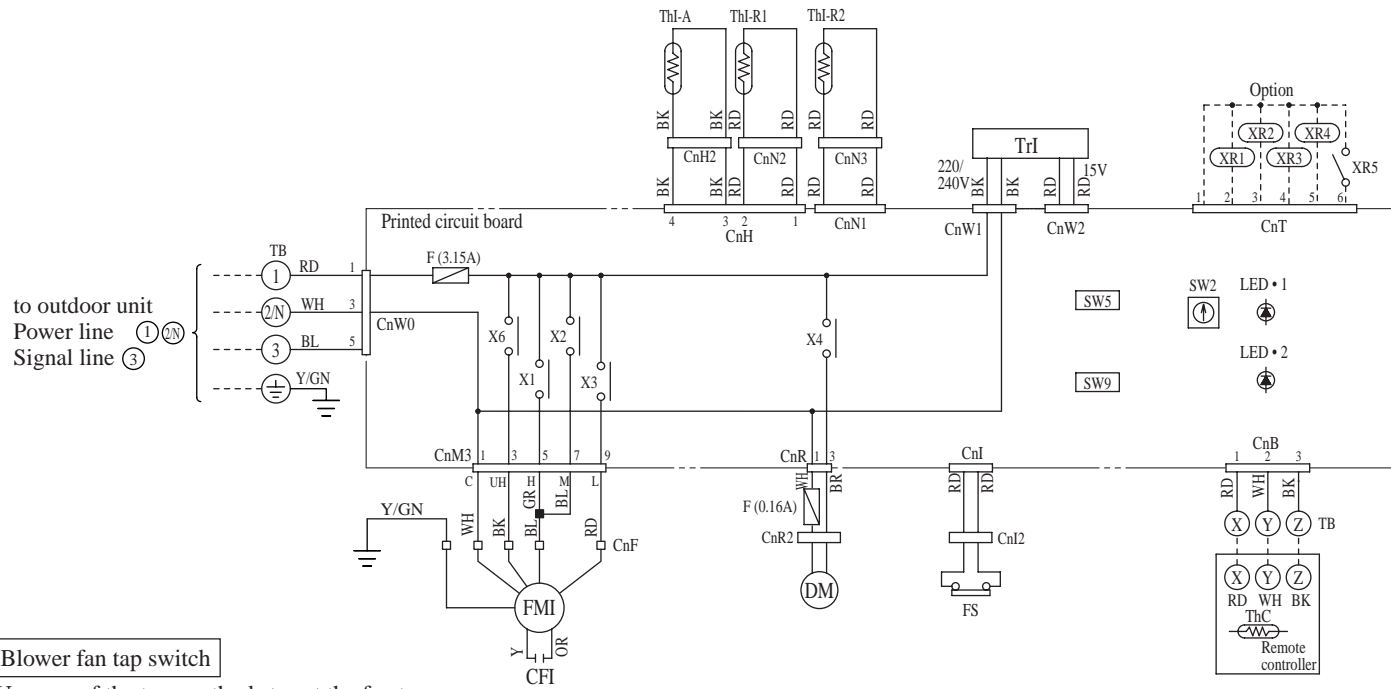 ThI-A ThI-R1 ThI-R2
BK BK RD RD RD RD
CnH2 CnN2 CnN3
BK BK RD RD RD RD
4 3 2 1
CnH CnN1
TrI
220/
240V
15V
BK BK RD RD
CnW1 CnW2
Option
XR2 XR4
XR1 XR3
XR5
1 2 3 4 5 6
CnT
Printed circuit board
TB
F (3.15A)
1 RD 1
2/N WH 3
CnW0
3 BL 5
Y/GN
to outdoor unit
Power line 1 2/N
Signal line 3
X6 X2
X1 X3
X4
SW5
SW9
SW2
LED • 1
LED • 2
CnM3 1 3 5 7 9
C UH H M L
GR BL
WH BK BL RD
CnF
Y/GN
FMI
Y OR
CFI
CnR 1 3
WH BR
F (0.16A)
CnR2
DM
CnI
RD RD
CnI2
FS
CnB
1 2 3
RD WH BK
X Y Z TB
X Y Z
RD WH BK
ThC
Remote
controller
Blower fan tap switch